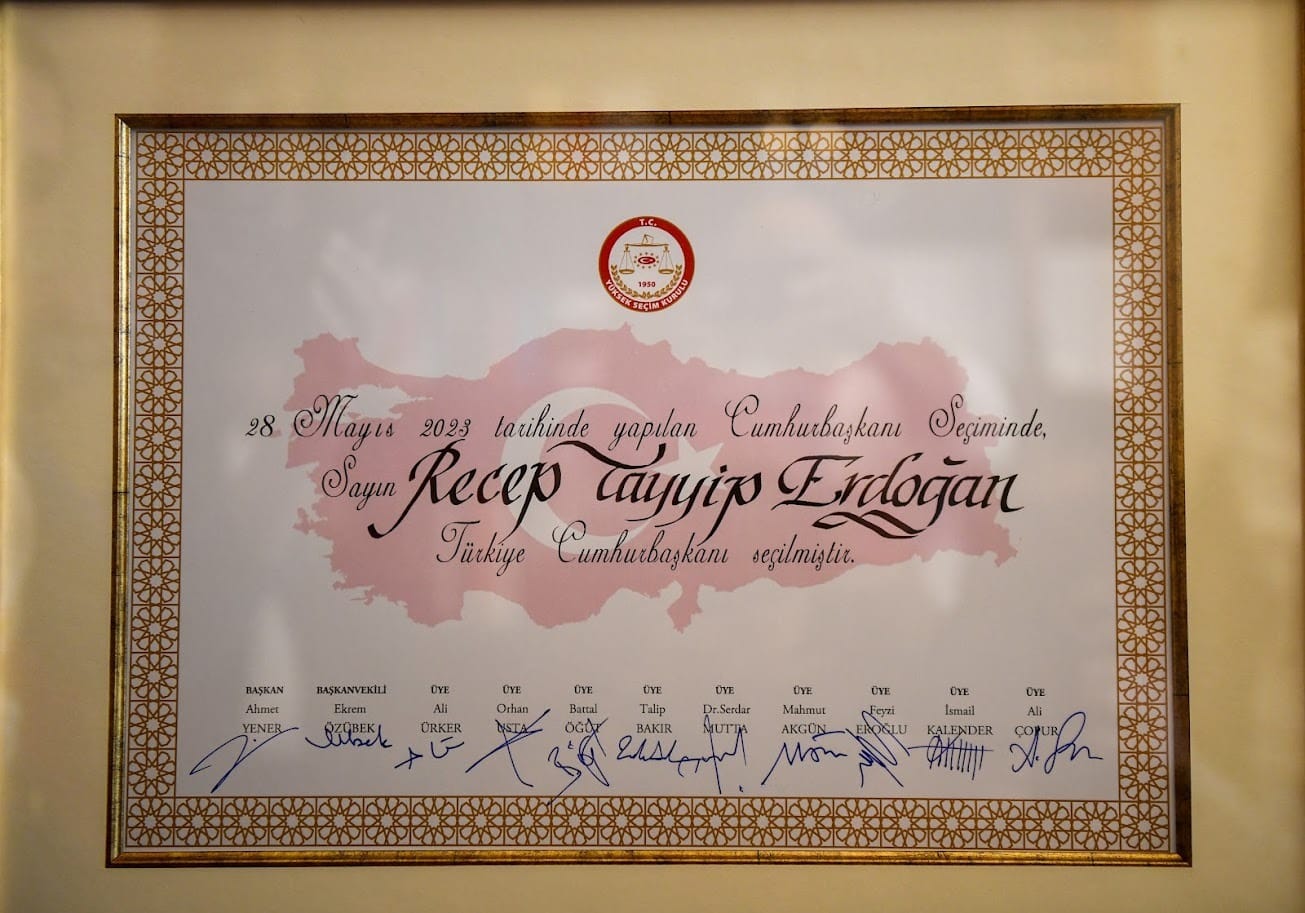 T.C.
1950
YÜKSEK SEÇİM KURULU
28 Mayıs 2023 tarihinde yapılan Cumhurbaşkanı Seçiminde,
Sayın Recep Tayyip Erdoğan
Türkiye Cumhurbaşkanı seçilmiştir.
BAŞKAN BAŞKANVEKİLİ ÜYE ÜYE ÜYE ÜYE ÜYE ÜYE ÜYE ÜYE ÜYE
Ahmet Ekrem Ali Orhan Battal Talip Dr.Serdar Mahmut Feyzi İsmail Ali
YENER ÖZÜBEK ÜRKER USTA ÖĞÜT BAKIR MUTTA AKGÜN EROĞLU KALENDER ÇOPUR